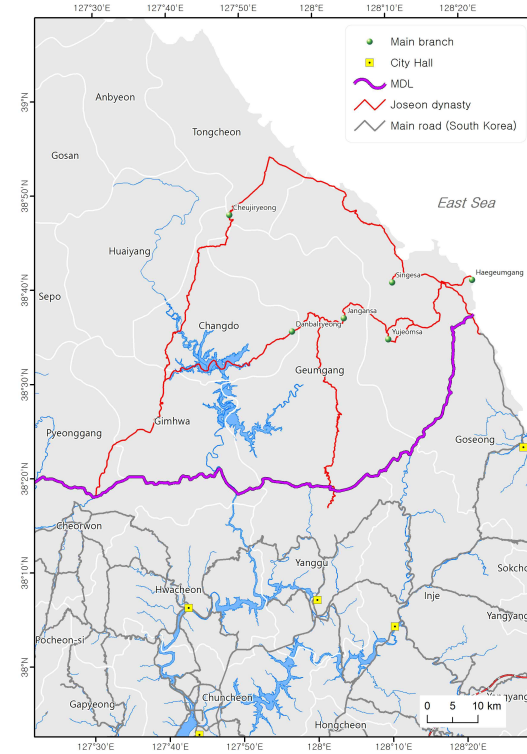 127°30'E 127°40'E 127°50'E 128°E 128°10'E 128°20'E
Main branch
City Hall
MDL
Joseon dynasty
Main road (South Korea)
39°N
38°50'N
38°40'N
38°30'N
38°20'N
38°10'N
38°N
Anbyeon
Tongcheon
Gosan
East Sea
Cheujiryeong
Huaiyang
Singesa
Haegeumgang
Sepo
Jangansa
Changdo
Danbalryeong
Yujeomsa
Geumgang
Gimhwa
Pyeonggang
Goseong
Cheorwon
Yanggu
Sokcho
Hwacheon
Inje
Yangyang
Pocheon-si
Chuncheon
Gapyeong
Hongcheon
0 5 10 km
127°30'E 127°40'E 127°50'E 128°E 128°10'E 128°20'E